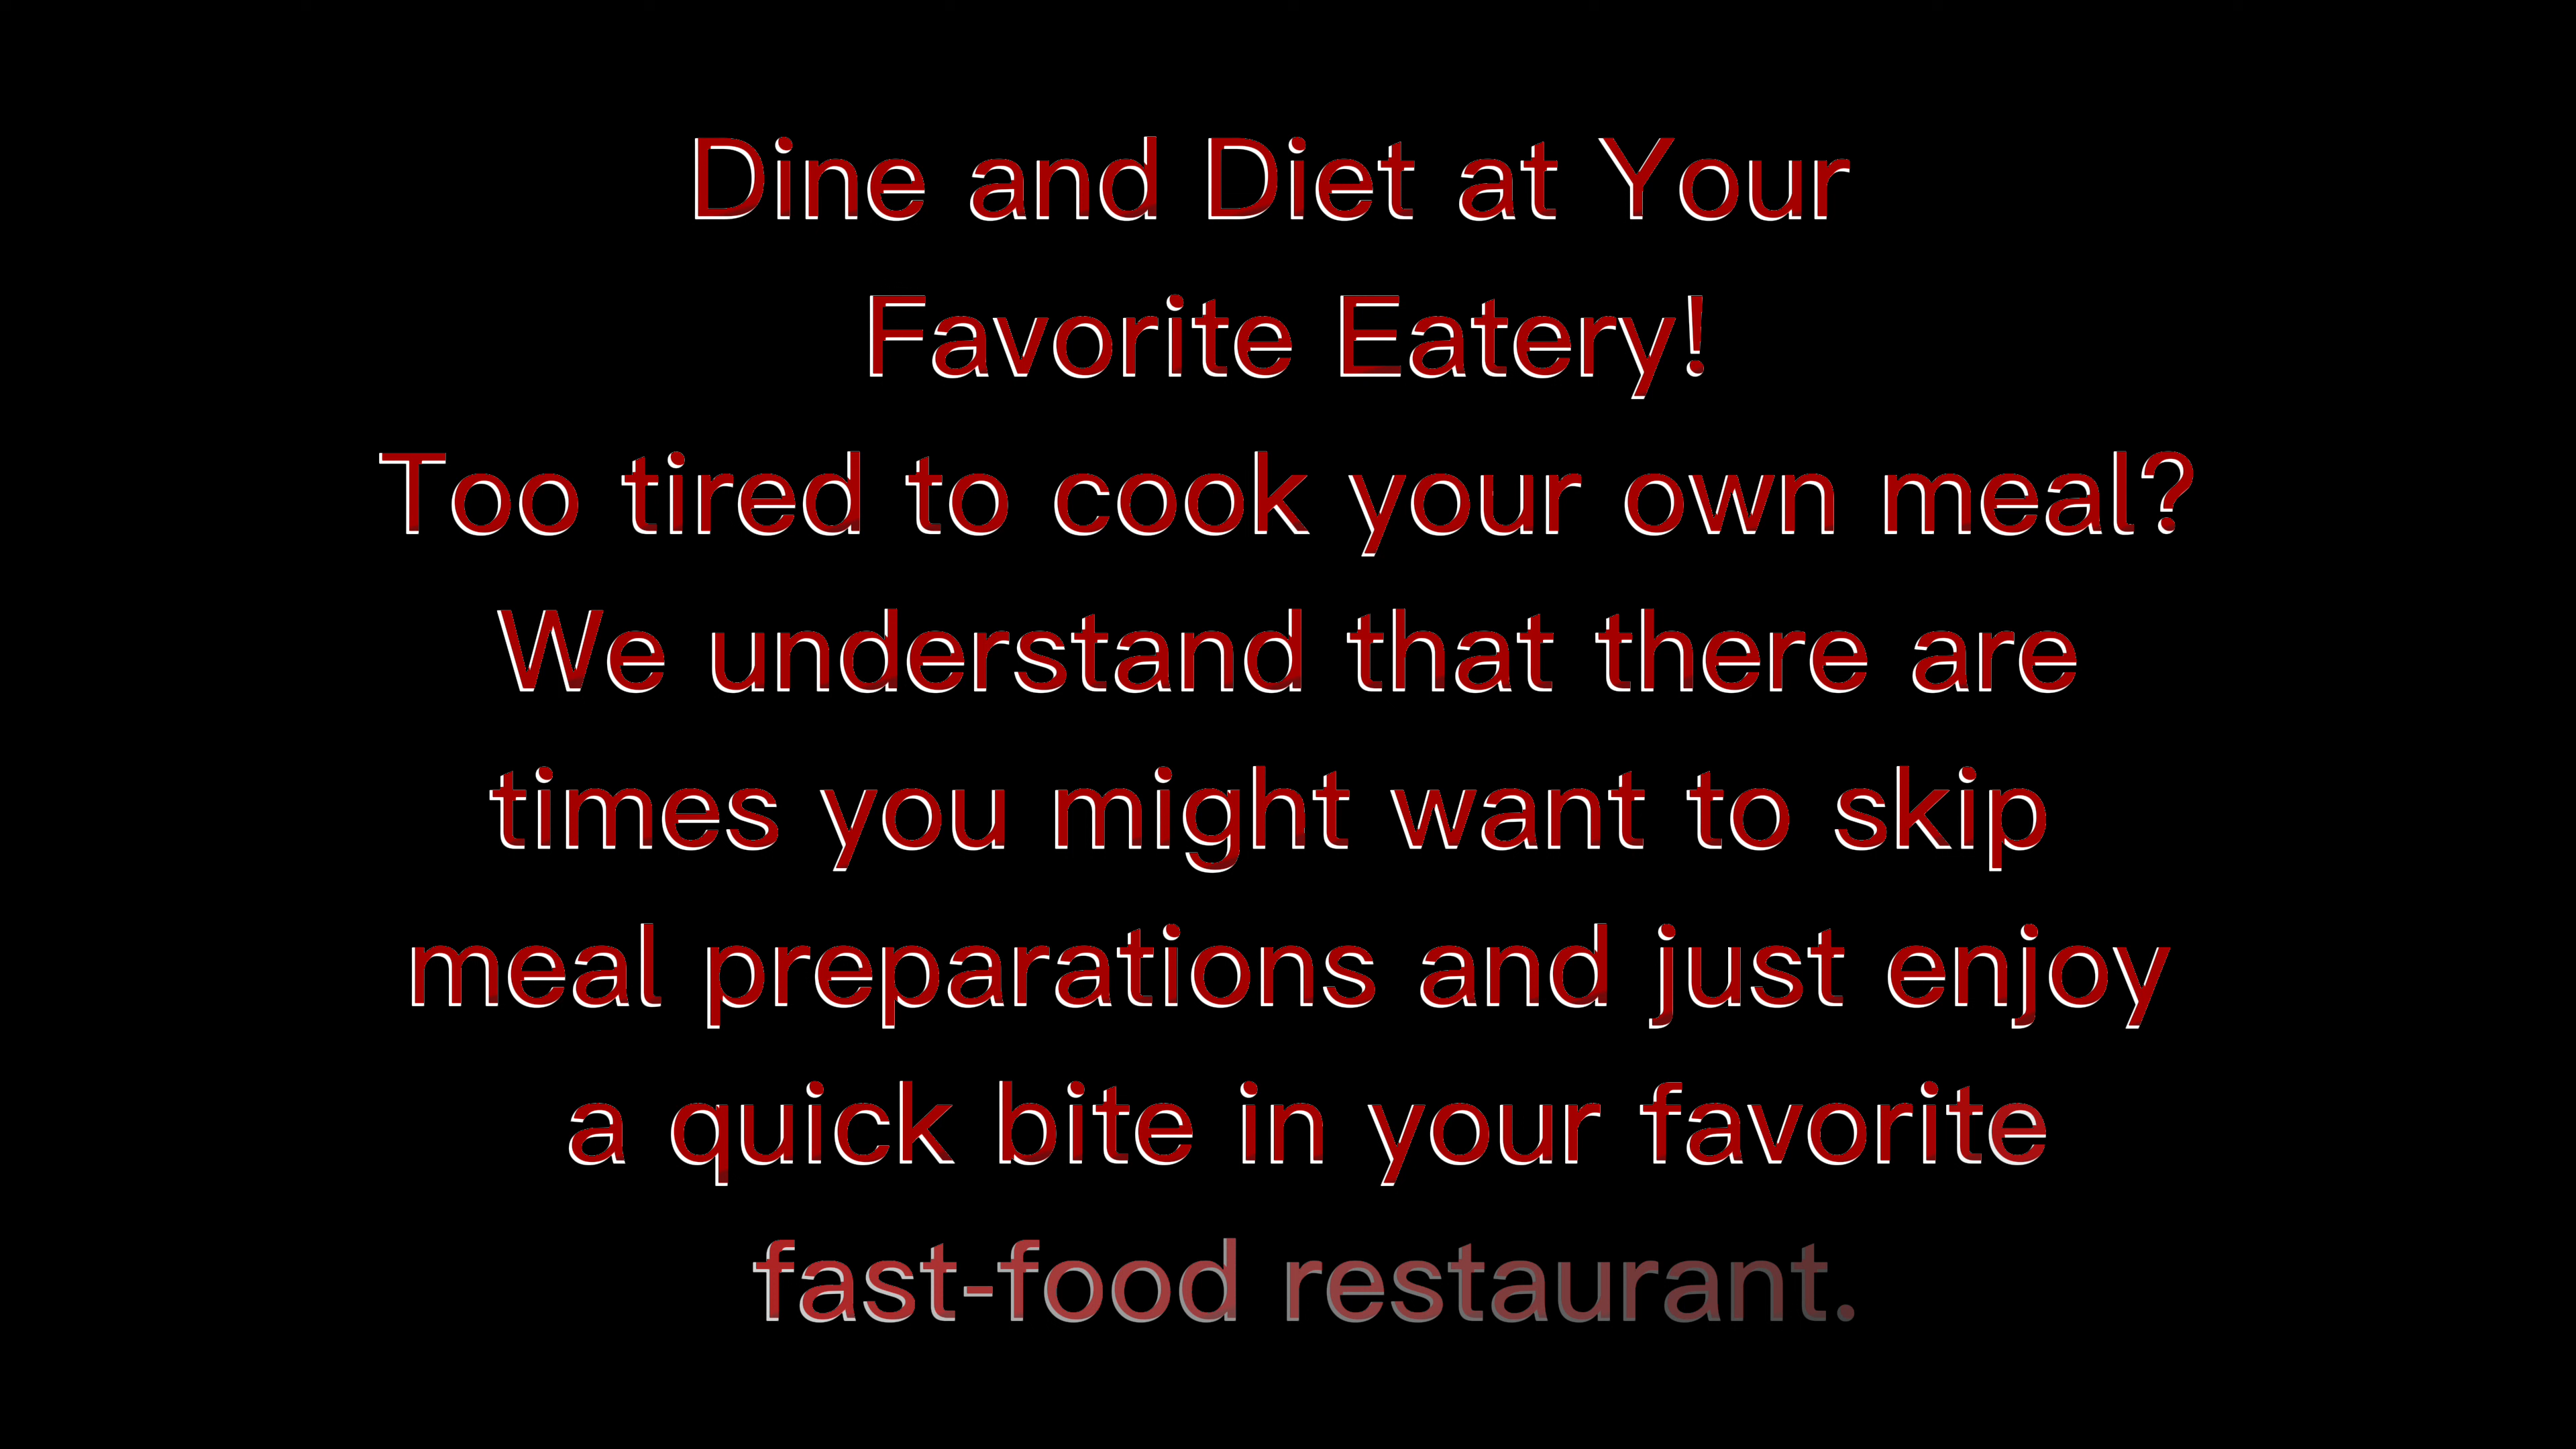 Dine and Diet at Your
Favorite Eatery!
Too tired to cook your own meal?
We understand that there are
times you might want to skip
meal preparations and just enjoy
a quick bite in your favorite
fast-food restaurant.